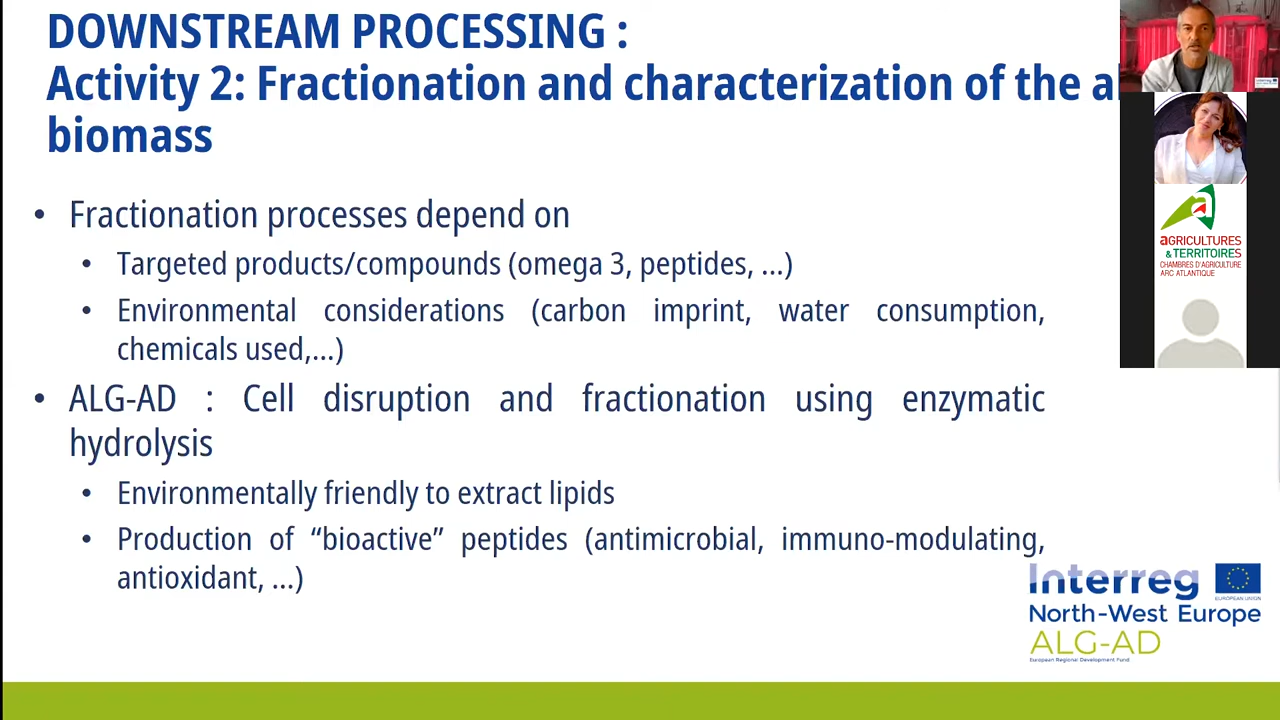 DOWNSTREAM PROCESSING :
Activity 2: Fractionation and characterization of the al
biomass
• Fractionation processes depend on
• Targeted products/compounds (omega 3, peptides, ...)
• Environmental considerations (carbon imprint, water consumption,
chemicals used,...)
• ALG-AD : Cell disruption and fractionation using enzymatic
hydrolysis
• Environmentally friendly to extract lipids
• Production of “bioactive” peptides (antimicrobial, immuno-modulating,
antioxidant, ...)
aGRICULTURES
& TERRITOIRES
CHAMBRES D'AGRICULTURE
ARC ATLANTIQUE
Interreg
EUROPEAN UNION
North-West Europe
ALG-AD
European Regional Development Fund